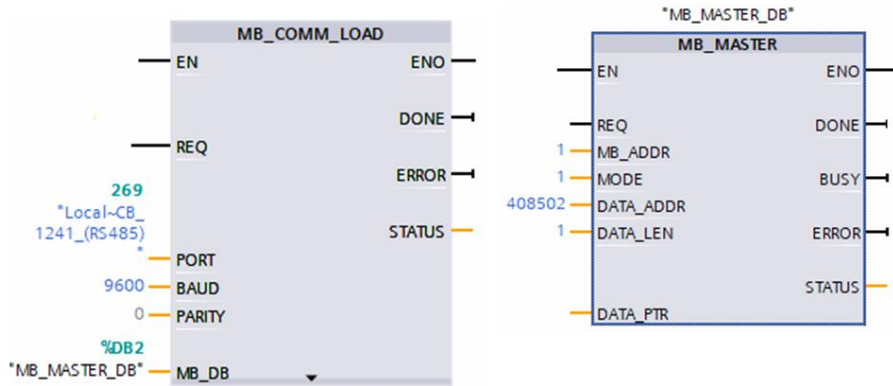 MB_COMM_LOAD
EN
ENO
DONE
REQ
ERROR
269
"Local~CB_
1241_(RS485)
"
STATUS
PORT
9600
BAUD
0
PARITY
%DB2
"MB_MASTER_DB"
MB_DB
"MB_MASTER_DB"
MB_MASTER
EN
ENO
REQ
DONE
1
MB_ADDR
1
MODE
BUSY
408502
DATA_ADDR
1
DATA_LEN
ERROR
STATUS
DATA_PTR